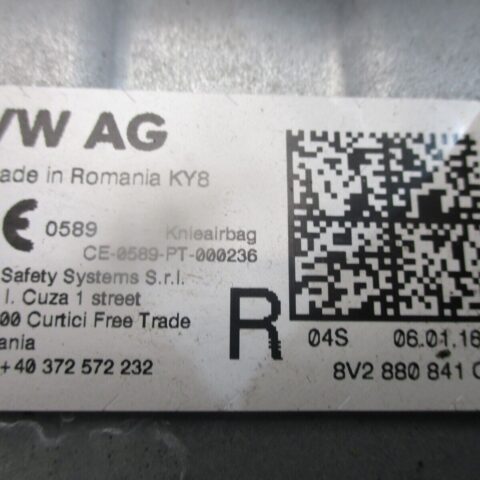 VW AG
ade in Romania KY8
CE 0589 Knieairbag
CE-0589-PT-000236
Safety Systems S.r.l.
l. Cuza 1 street
00 Curtici Free Trade
ania
+40 372 572 232
R
04S 06.01.16
8V2 880 841